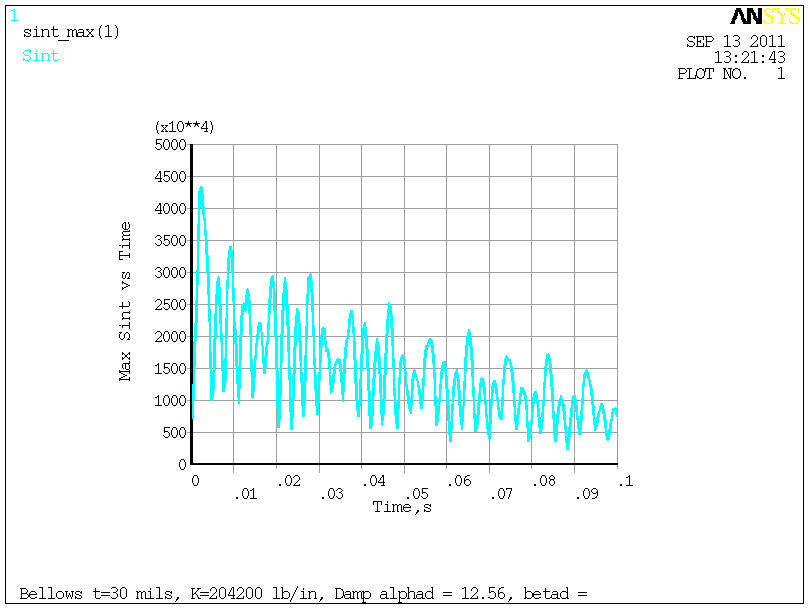 1
ANSYS
sint_max(1)
Sint
SEP 13 2011
13:21:43
PLOT NO. 1
(x10**4)
5000
4500
4000
3500
3000
2500
2000
1500
1000
500
0
Max Sint vs Time
0 .02 .04 .06 .08 .1
.01 .03 .05 .07 .09
Time,s
Bellows t=30 mils, K=204200 lb/in, Damp alphad = 12.56, betad =